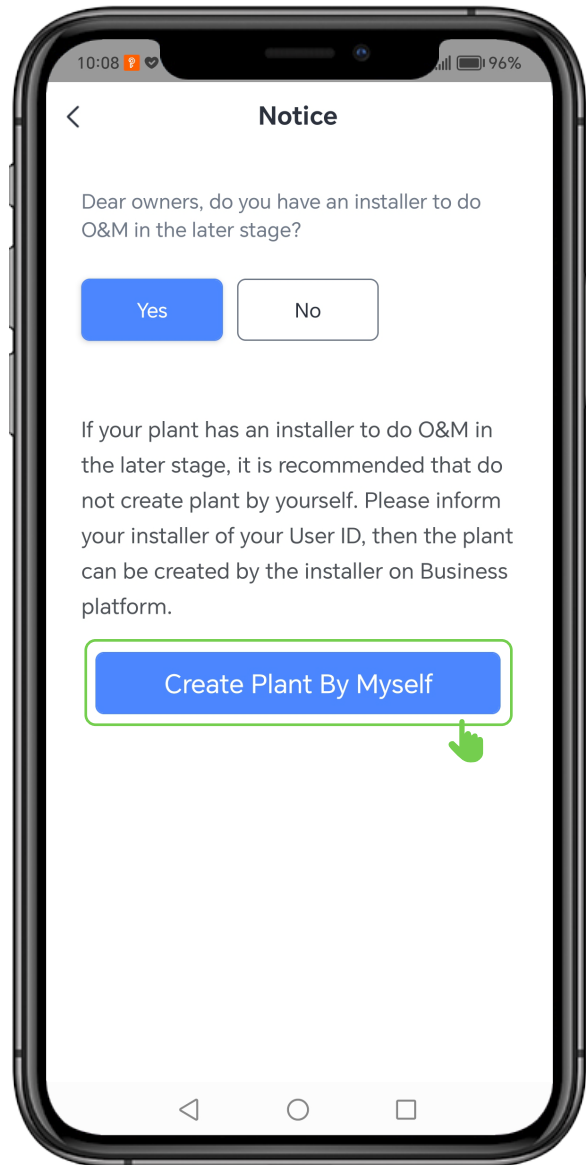 10:08 96%
Notice
Dear owners, do you have an installer to do
O&M in the later stage?
Yes No
If your plant has an installer to do O&M in
the later stage, it is recommended that do
not create plant by yourself. Please inform
your installer of your User ID, then the plant
can be created by the installer on Business
platform.
Create Plant By Myself